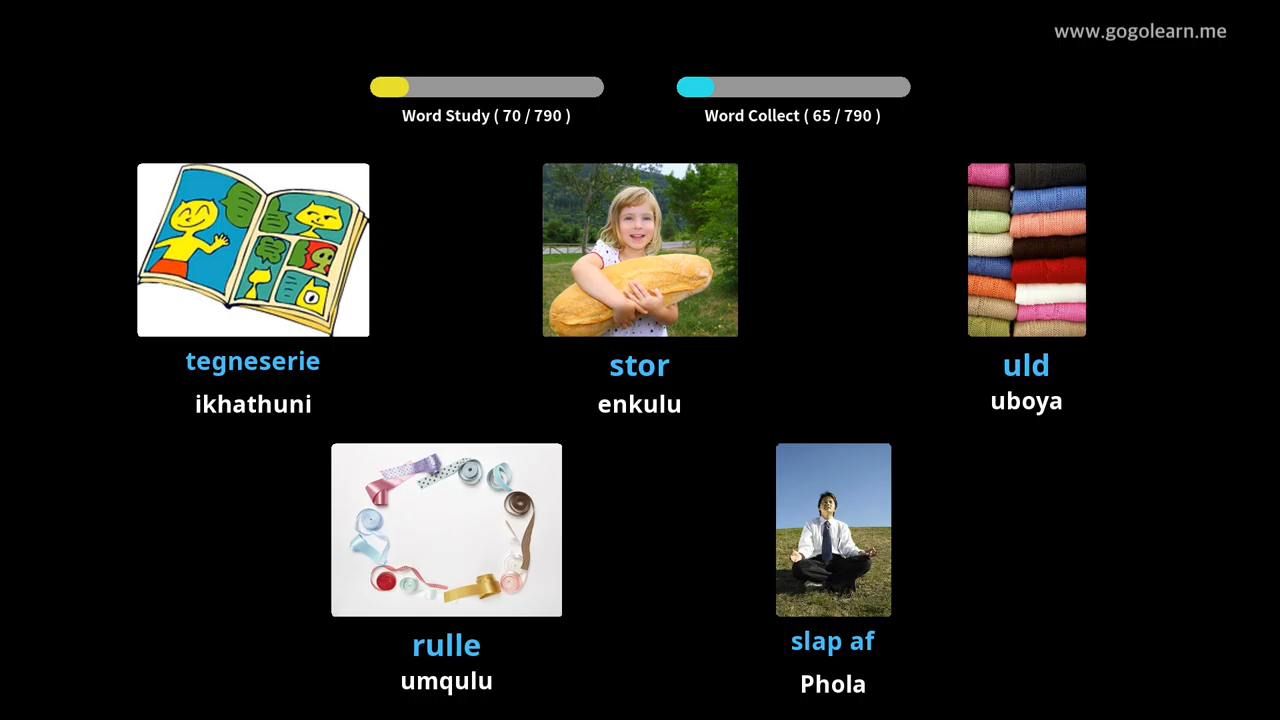 www.gogolearn.me
Word Study ( 70 / 790 )
Word Collect ( 65 / 790 )
tegneserie
ikhathuni
stor
enkulu
uld
uboya
rulle
umqulu
slap af
Phola